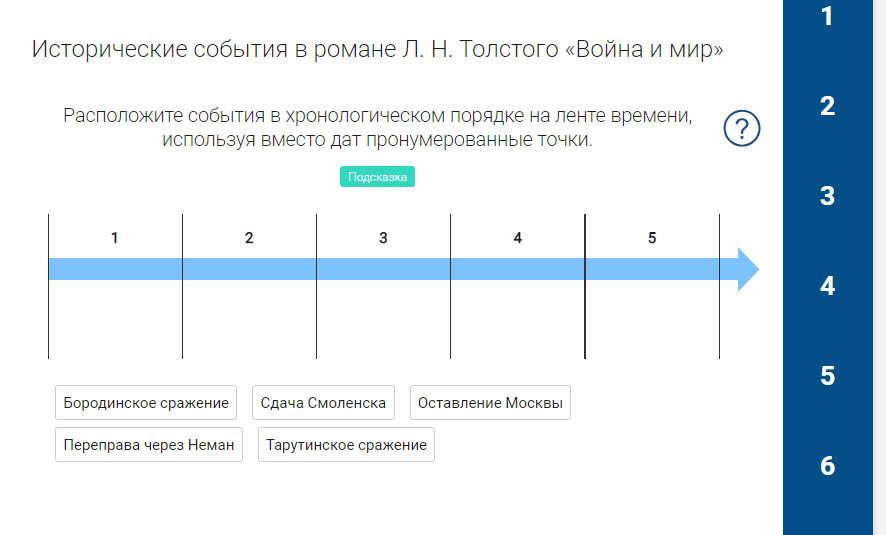 Исторические события в романе Л. Н. Толстого «Война и мир»
Расположите события в хронологическом порядке на ленте времени,
используя вместо дат пронумерованные точки.
?
Подсказка
1 2 3 4 5
Бородинское сражение Сдача Смоленска Оставление Москвы
Переправа через Неман Тарутинское сражение
1
2
3
4
5
6